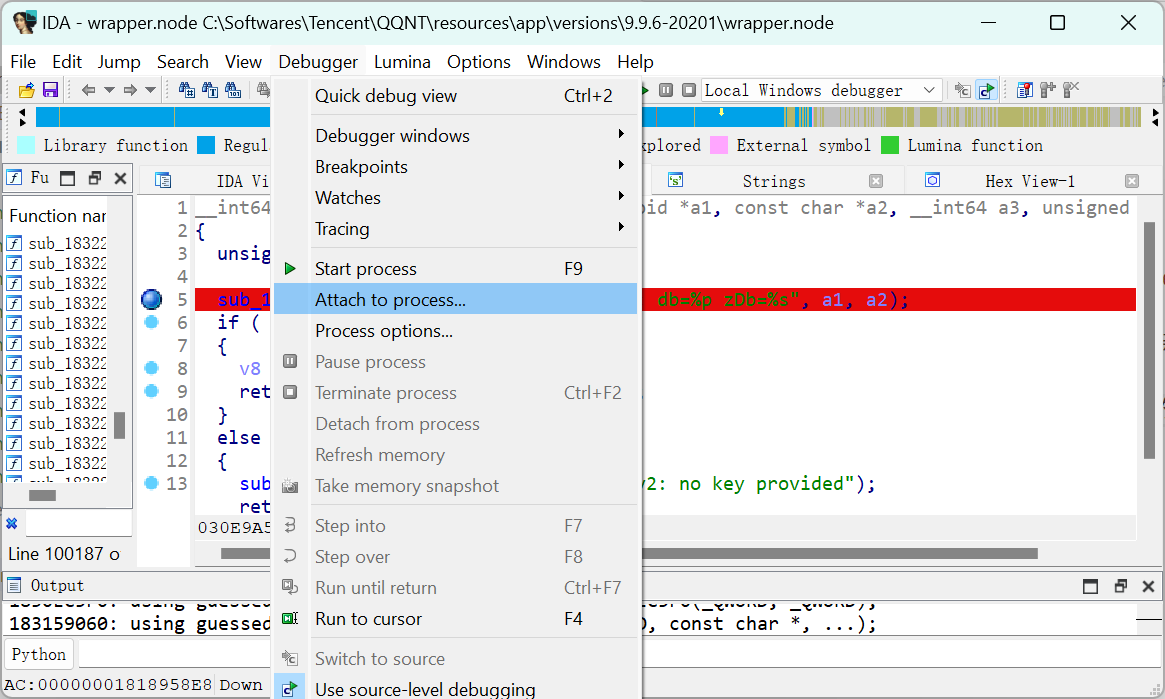 IDA - wrapper.node C:\Softwares\Tencent\QQNT\resources\app\versions\9.9.6-20201\wrapper.node
File Edit Jump Search View Debugger Lumina Options Windows Help
Local Windows debugger
Library function Regul xplored External symbol Lumina function
Fu IDA Vi Strings Hex View-1
Function nar
sub_18322
sub_18322
sub_18322
sub_18322
sub_18322
sub_18322
sub_18322
sub_18322
sub_18322
sub_18322
sub_18322
sub_18322
Line 100187 o
1 __int64 oid *a1, const char *a2, __int64 a3, unsigned
2 {
3 unsig
4
5 sub_1 db=%p zDb=%s", a1, a2);
6 if (
7 {
8 v8
9 ret
10 }
11 else
12 {
13 sub v2: no key provided");
ret
030E9A5
Quick debug view Ctrl+2
Debugger windows
Breakpoints
Watches
Tracing
Start process F9
Attach to process...
Process options...
Pause process
Terminate process Ctrl+F2
Detach from process
Refresh memory
Take memory snapshot
Step into F7
Step over F8
Run until return Ctrl+F7
Run to cursor F4
Switch to source
Use source-level debugging
Output
using guessed (_QWORD, _QWORD);
183159060: using guessed , const char *, ...);
Python
AC:00000001818958E8 Down